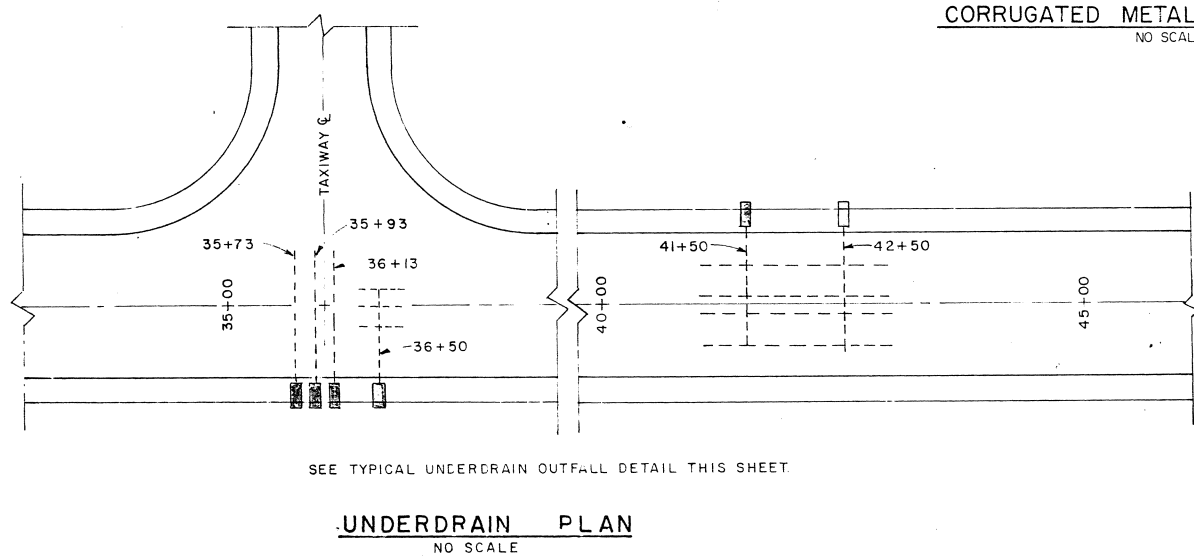 CORRUGATED METAL
NO SCAL
TAXIWAY ℄
35+73
35+93
36+13
36+50
35+00
40+00
41+50
42+50
45+00
SEE TYPICAL UNDERDRAIN OUTFALL DETAIL THIS SHEET.
UNDERDRAIN PLAN
NO SCALE